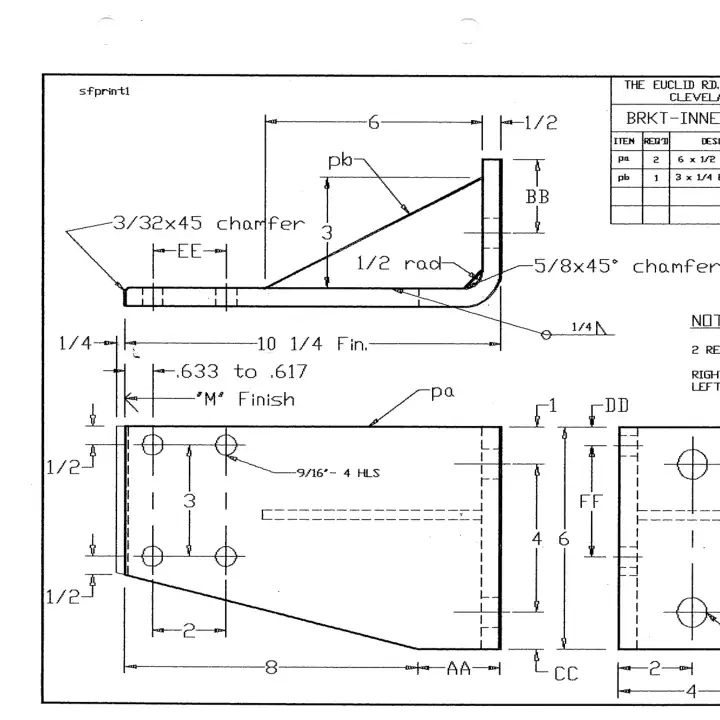 sfprint1
THE EUCLID RD.
CLEVELA
BRKT-INNE
ITEM REQ'D DESC
pa 2 6 x 1/2
pb 1 3 x 1/4
6
1/2
pb
BB
3/32x45 chamfer
3
EE
1/2 rad
5/8x45° chamfer
1/4
NOT
2 RE
RIGH
LEFT
1/4
10 1/4 Fin.
.633 to .617
"M" Finish
pa
1
DD
1/2
9/16"- 4 HLS
3
FF
4
6
1/2
2
8
AA
CC
2
4